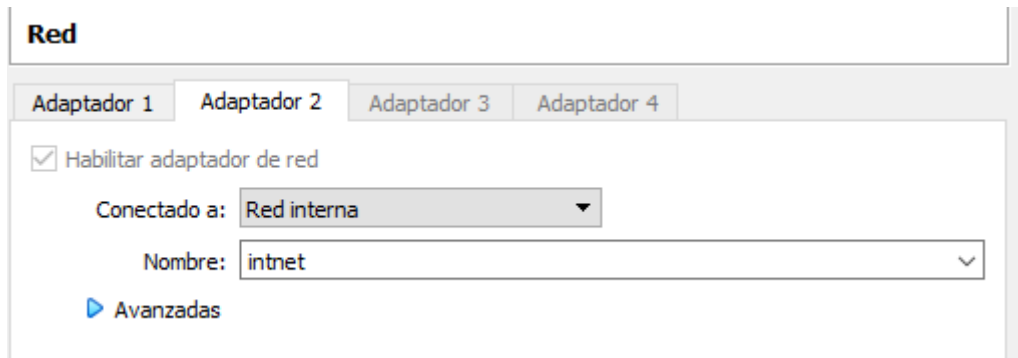 Red
Adaptador 1 Adaptador 2 Adaptador 3 Adaptador 4
Habilitar adaptador de red
Conectado a: Red interna
Nombre: intnet
Avanzadas